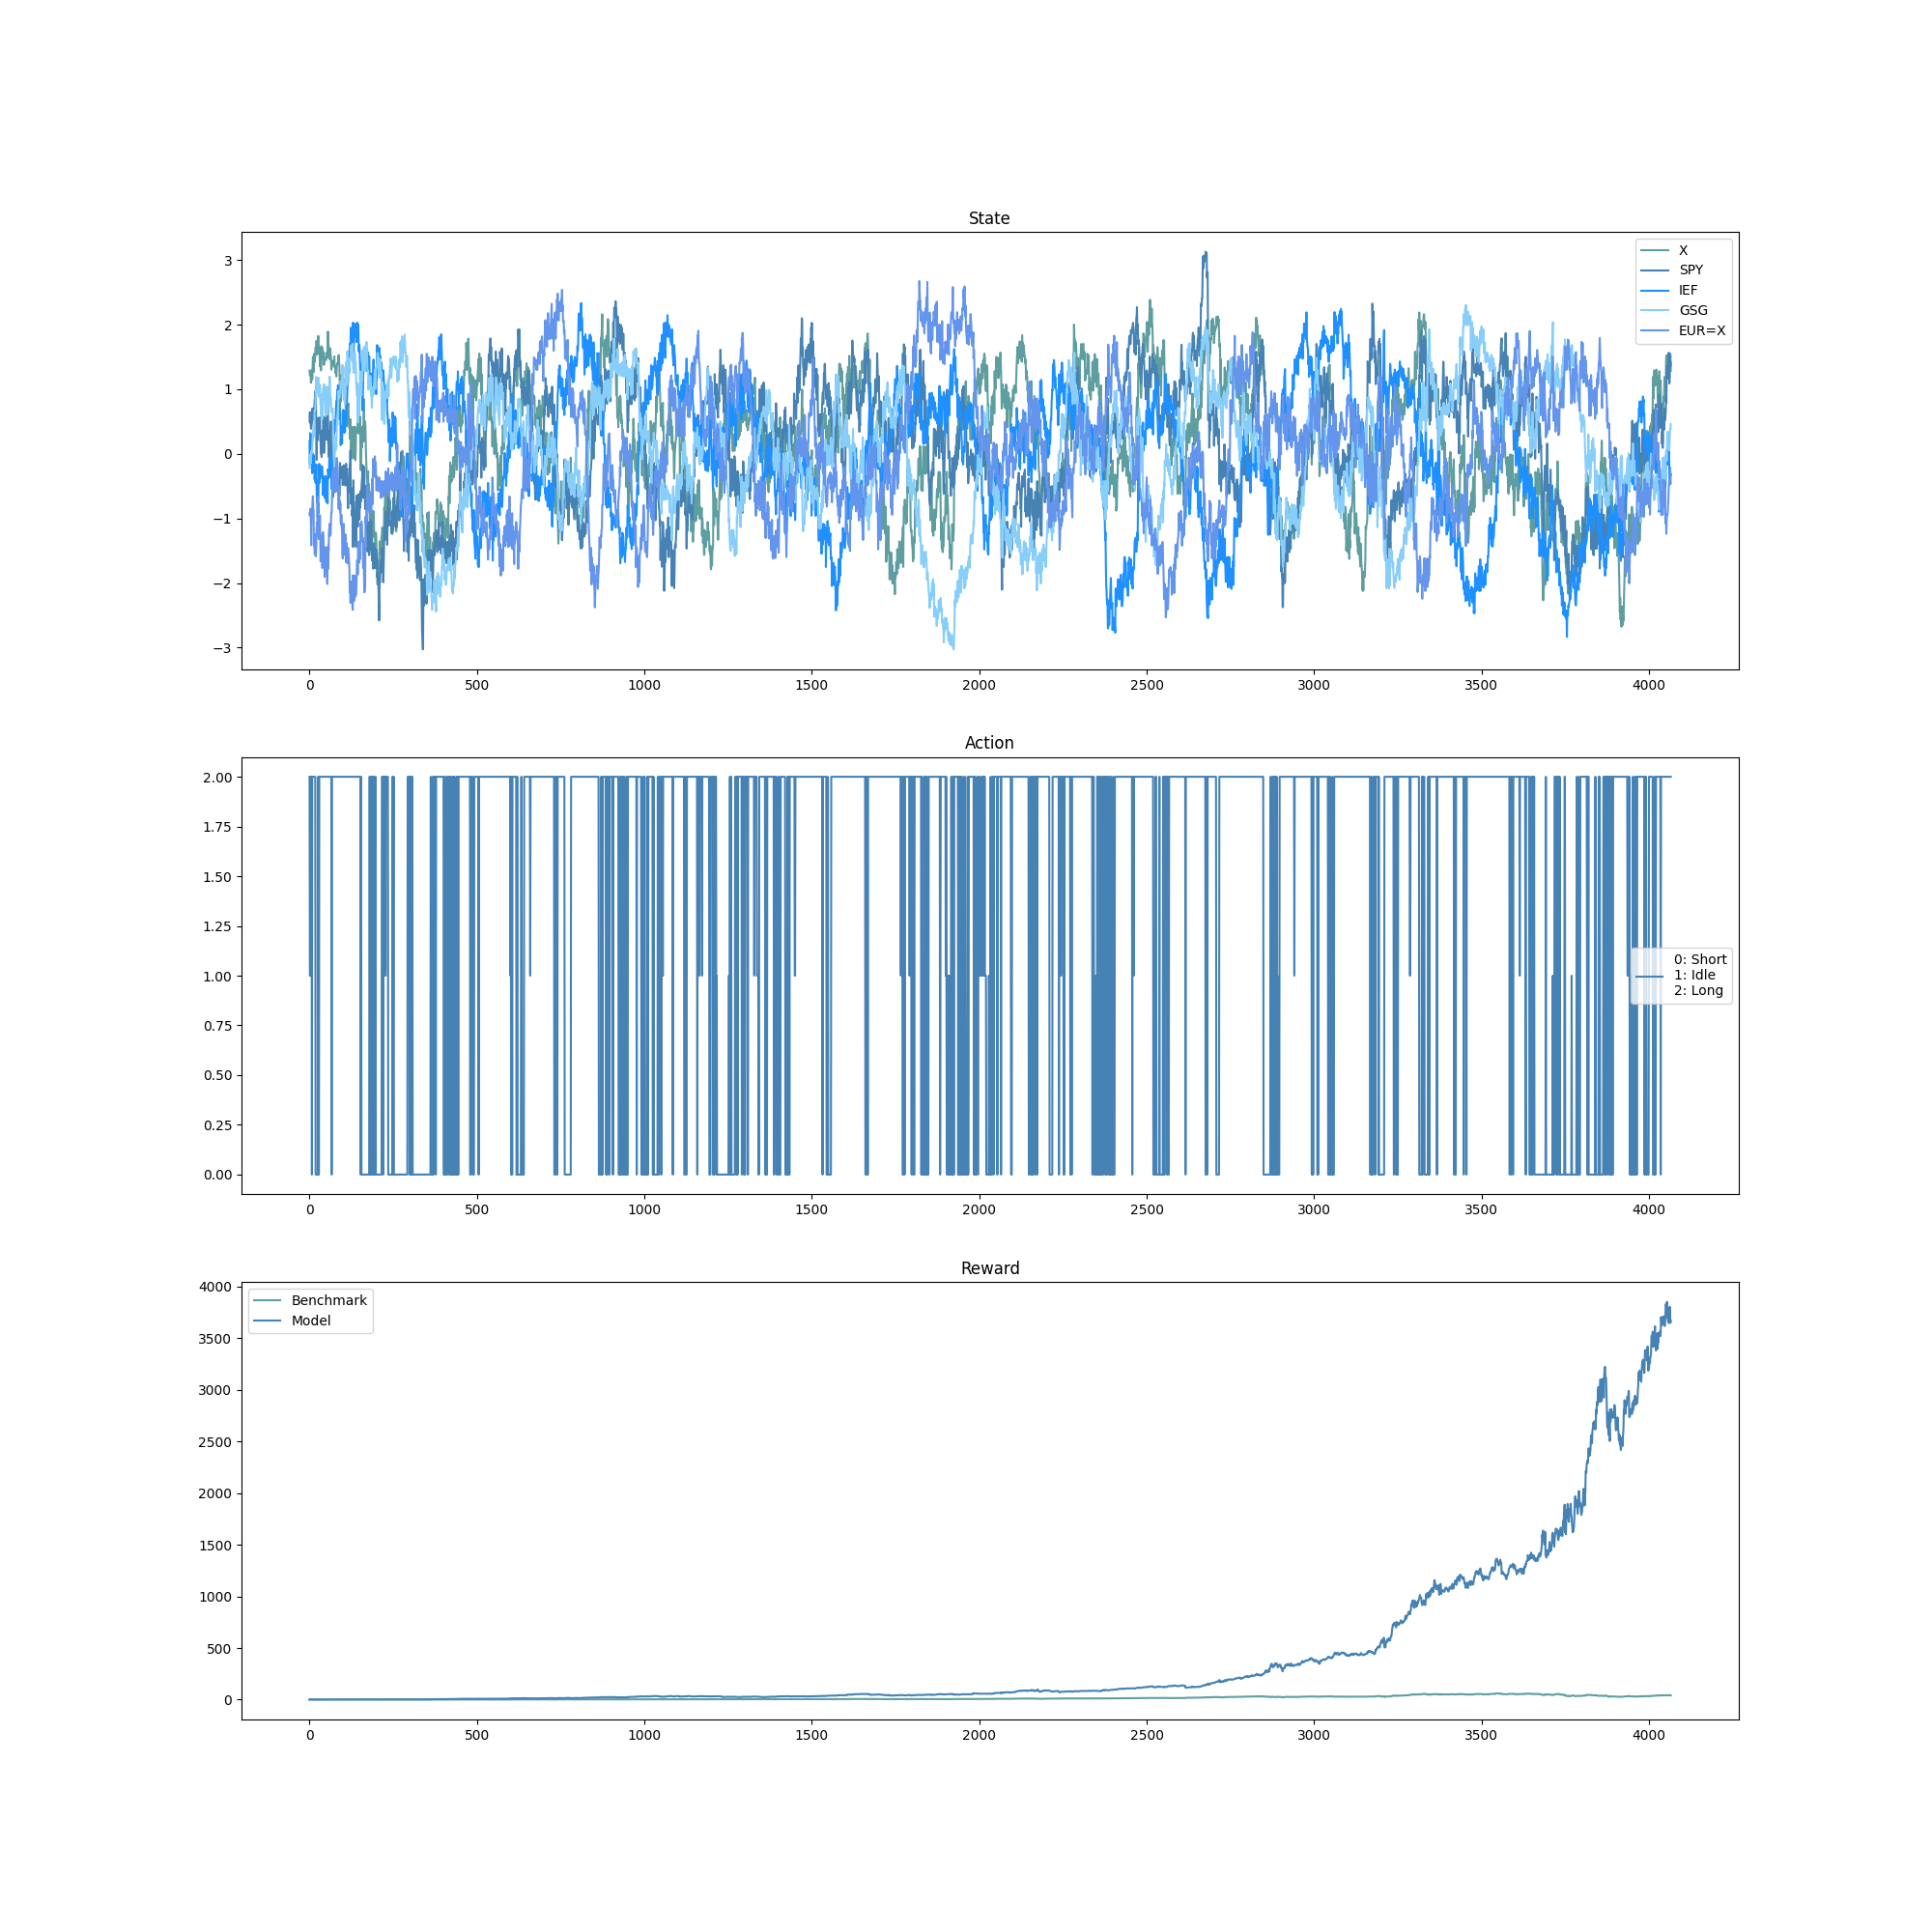 State
3
2
1
0
−1
−2
−3
X
SPY
IEF
GSG
EUR=X
0 500 1000 1500 2000 2500 3000 3500 4000
Action
2.00
1.75
1.50
1.25
1.00
0.75
0.50
0.25
0.00
0: Short
1: Idle
2: Long
0 500 1000 1500 2000 2500 3000 3500 4000
Reward
4000
3500
3000
2500
2000
1500
1000
500
0
Benchmark
Model
0 500 1000 1500 2000 2500 3000 3500 4000